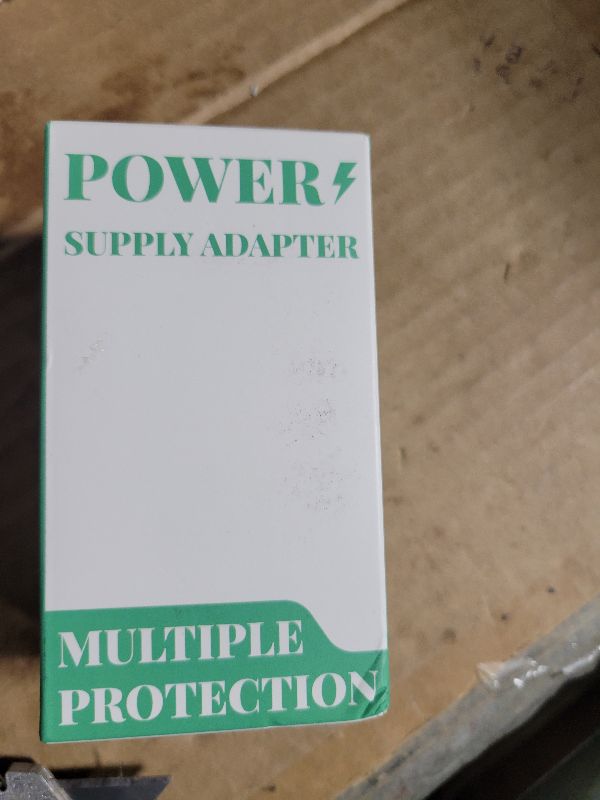 POWER
SUPPLY ADAPTER
MULTIPLE
PROTECTION